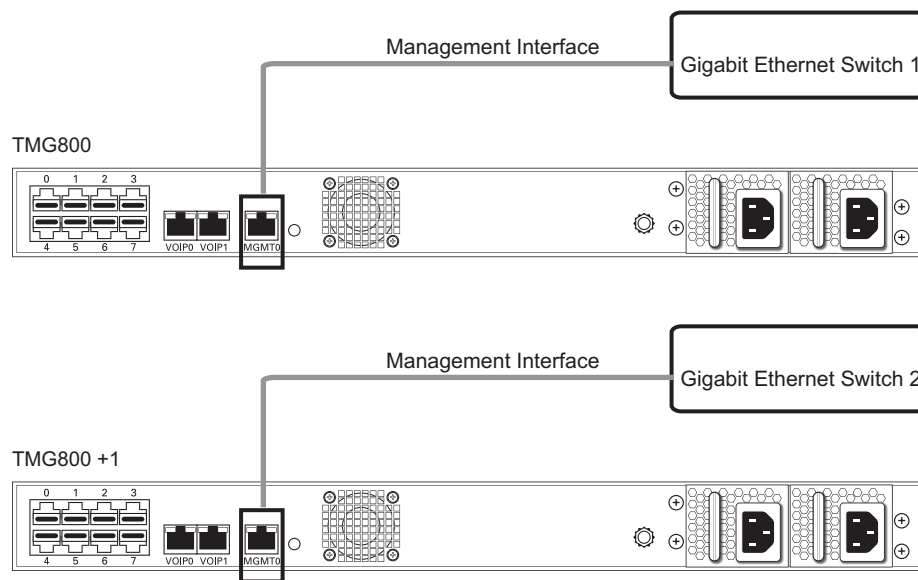 Management Interface
Gigabit Ethernet Switch 1
TMG800
0 1 2 3
4 5 6 7
VOIP0 VOIP1 MGMT0
Management Interface
Gigabit Ethernet Switch 2
TMG800 +1
0 1 2 3
4 5 6 7
VOIP0 VOIP1 MGMT0